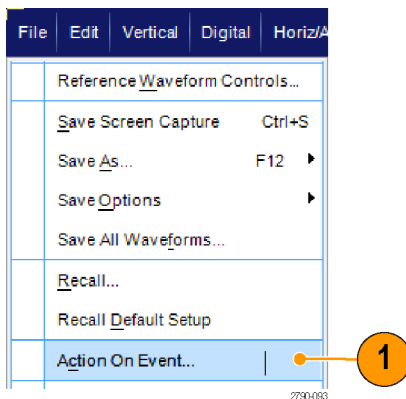 File Edit Vertical Digital Horiz/A
Reference Waveform Controls...
Save Screen Capture Ctrl+S
Save As... F12
Save Options
Save All Waveforms...
Recall...
Recall Default Setup
Action On Event...
1
2790-093